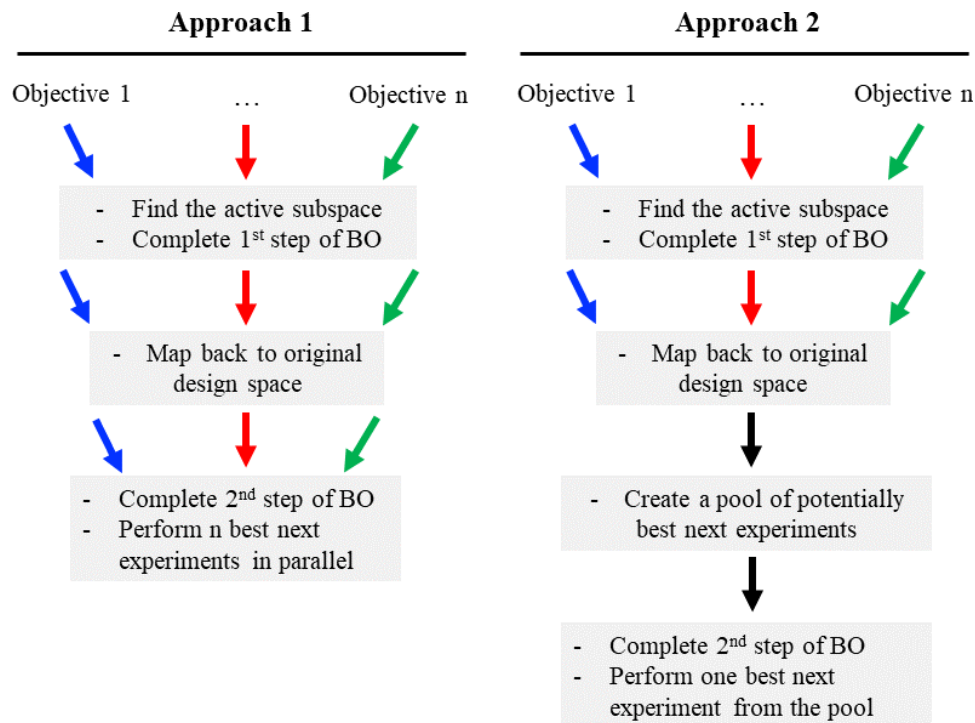 Approach 1
Objective 1 … Objective n
- Find the active subspace
- Complete 1st step of BO
- Map back to original
design space
- Complete 2nd step of BO
- Perform n best next
experiments in parallel
Approach 2
Objective 1 … Objective n
- Find the active subspace
- Complete 1st step of BO
- Map back to original
design space
- Create a pool of potentially
best next experiments
- Complete 2nd step of BO
- Perform one best next
experiment from the pool